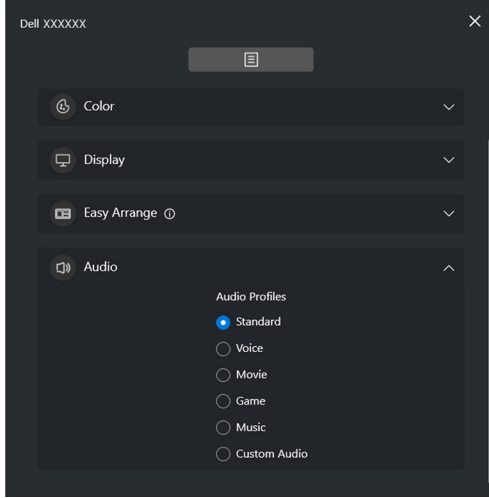 Dell XXXXXX
Color
Display
Easy Arrange
Audio
Audio Profiles
Standard
Voice
Movie
Game
Music
Custom Audio